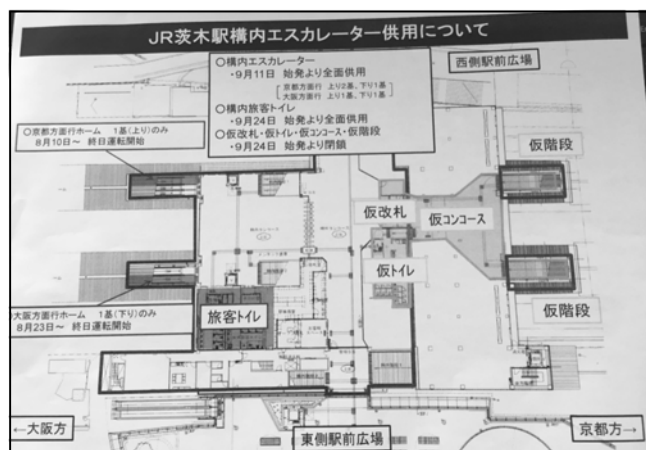 JR茨木駅構内エスカレーター供用について
○構内エスカレーター
・9月11日 始発より全面供用
京都方面行 上り2基、下り1基
大阪方面行 上り1基、下り1基
○構内旅客トイレ
・9月24日 始発より全面供用
○仮改札・仮トイレ・仮コンコース・仮階段
・9月24日 始発より閉鎖
西側駅前広場
○京都方面行ホーム 1基(上り)のみ
8月10日～ 終日運転開始
仮階段
仮改札
仮コンコース
仮トイレ
○大阪方面行ホーム 1基(下り)のみ
8月23日～ 終日運転開始
旅客トイレ
仮階段
←大阪方
東側駅前広場
京都方→